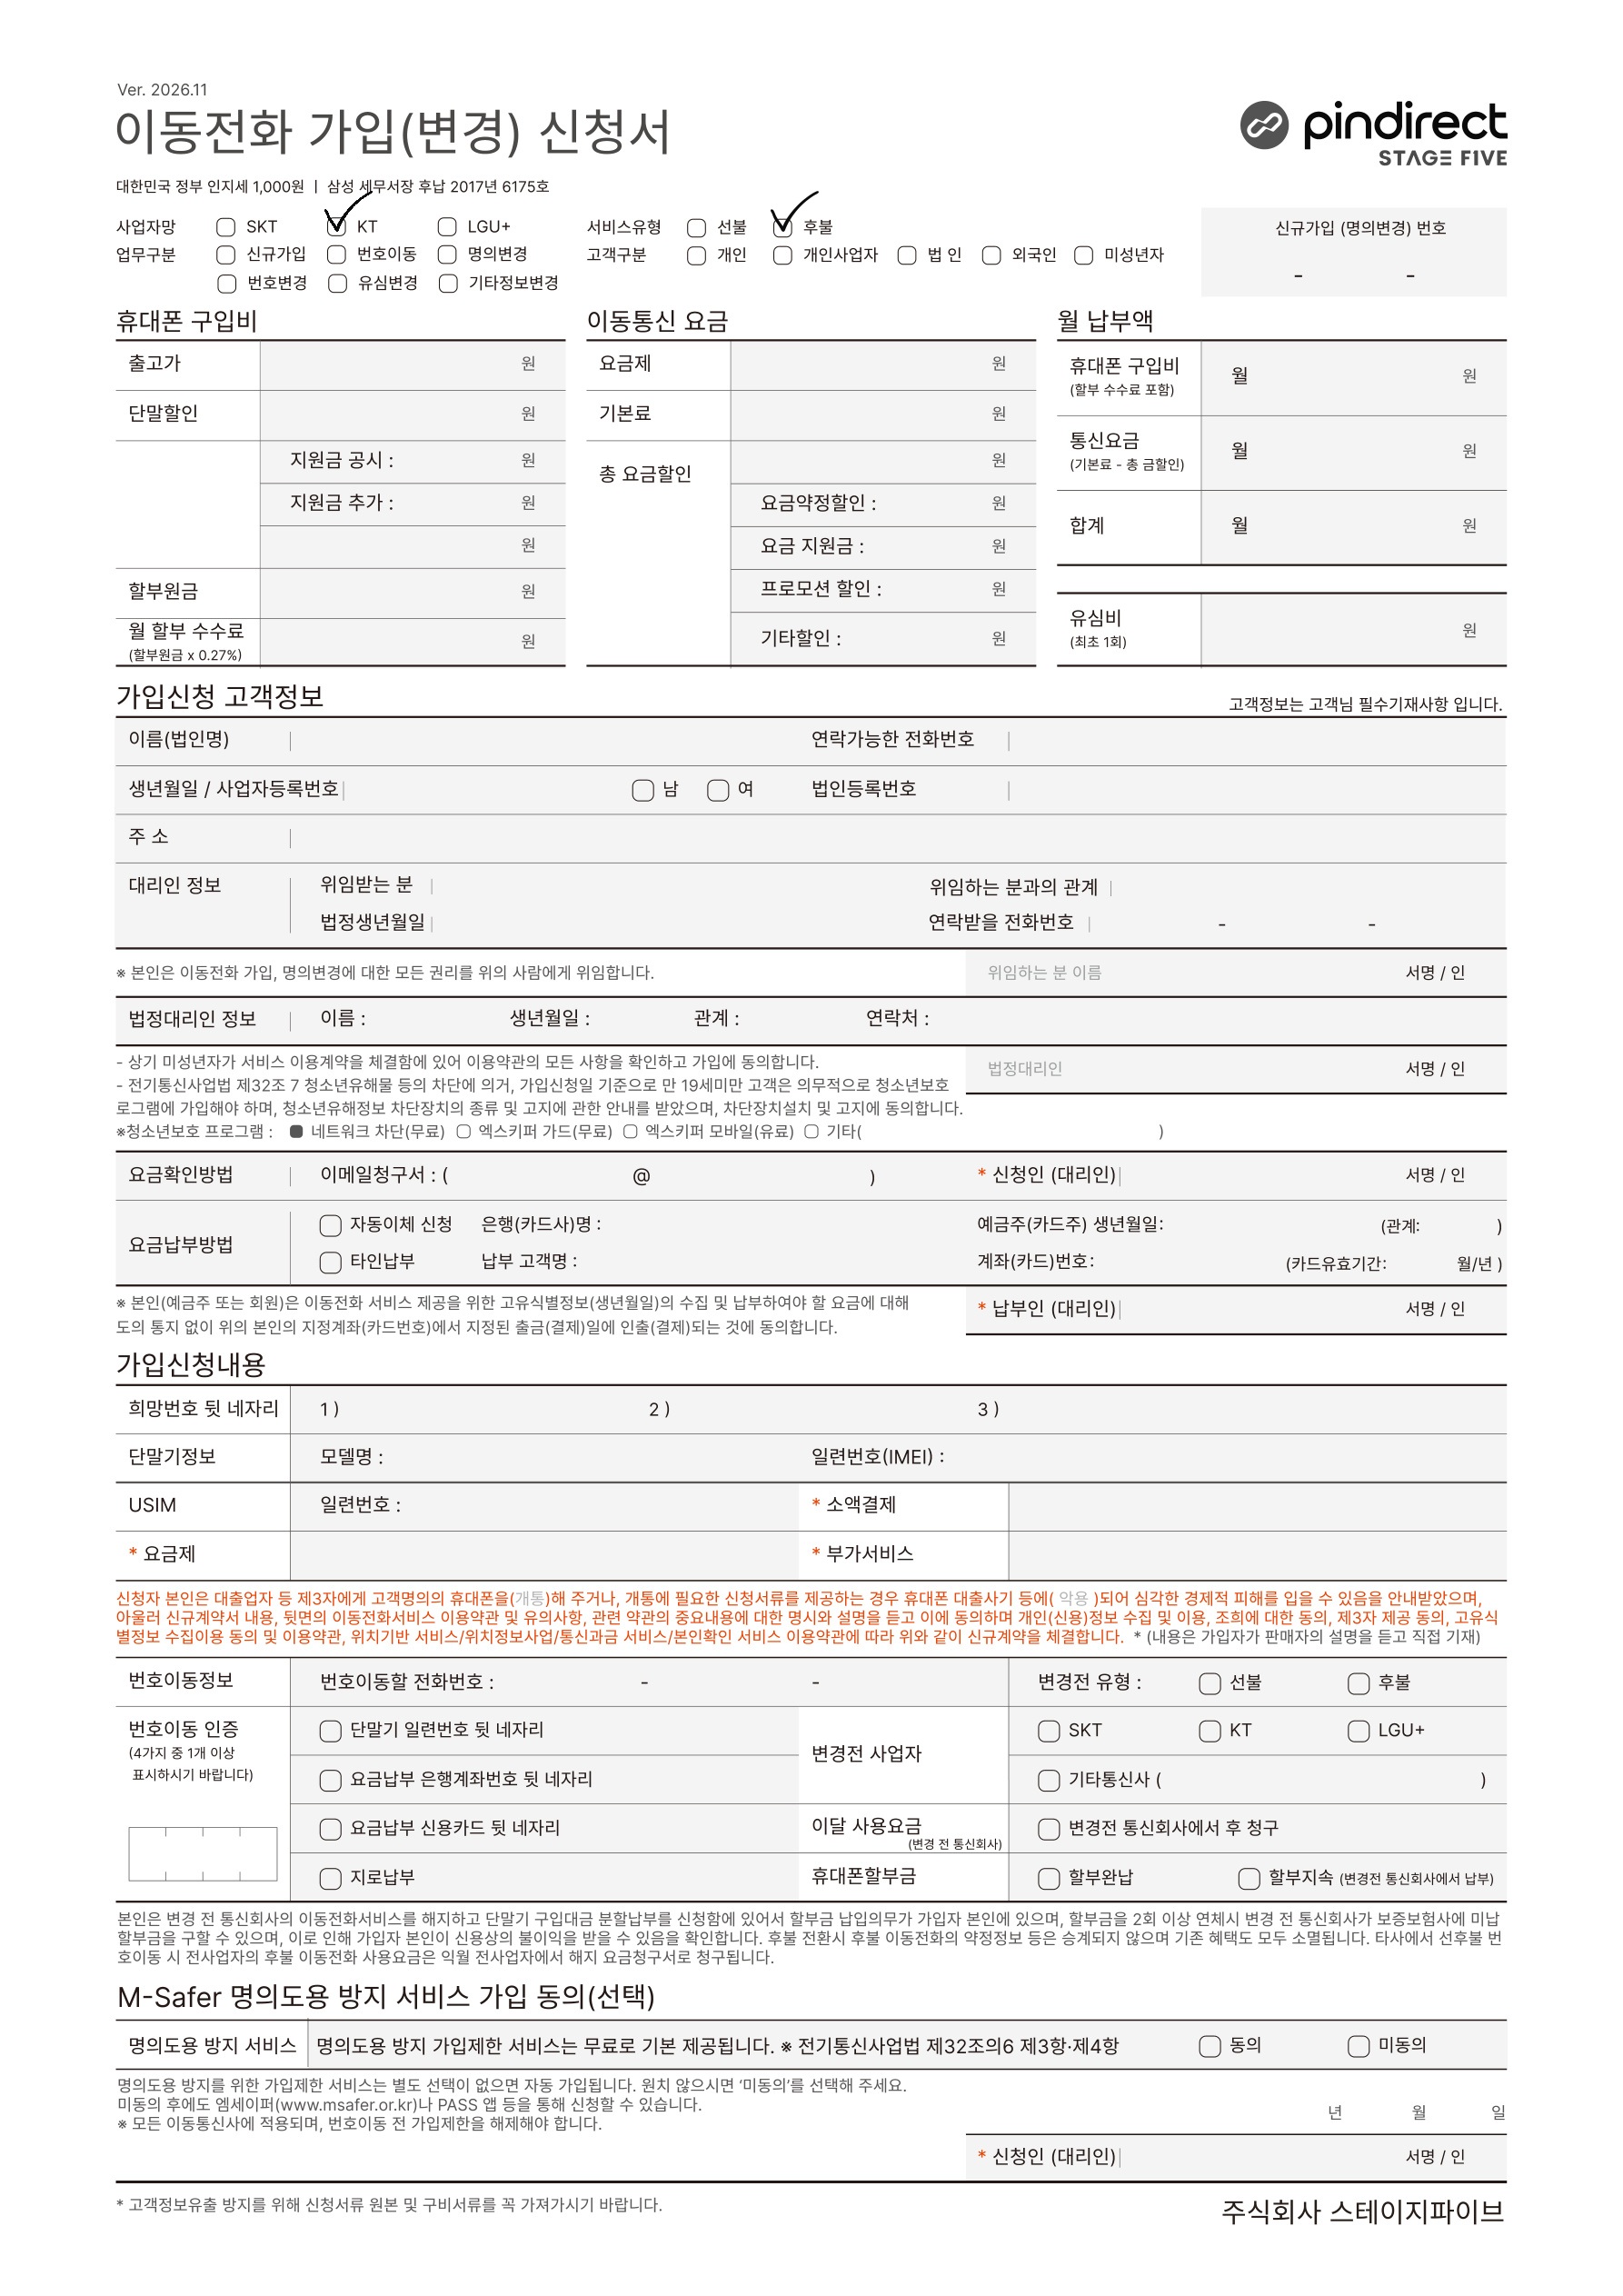 Ver. 2026.11
이동전화 가입(변경) 신청서
pindirect
STAGE FIVE
대한민국 정부 인지세 1,000원 | 삼성 세무서장 후납 2017년 6175호
사업자망 SKT KT LGU+ 서비스유형 선불 후불
업무구분 신규가입 번호이동 명의변경 고객구분 개인 개인사업자 법 인 외국인 미성년자
번호변경 유심변경 기타정보변경
신규가입 (명의변경) 번호
- -
휴대폰 구입비
출고가 원
단말할인 원
지원금 공시 : 원
지원금 추가 : 원
원
할부원금 원
월 할부 수수료 원
(할부원금 x 0.27%)
이동통신 요금
요금제 원
기본료 원
총 요금할인 원
요금약정할인 : 원
요금 지원금 : 원
프로모션 할인 : 원
기타할인 : 원
월 납부액
휴대폰 구입비 월 원
(할부 수수료 포함)
통신요금 월 원
(기본료 - 총 금할인)
합계 월 원
유심비 원
(최초 1회)
가입신청 고객정보 고객정보는 고객님 필수기재사항 입니다.
이름(법인명) 연락가능한 전화번호
생년월일 / 사업자등록번호 남 여 법인등록번호
주 소
대리인 정보 위임받는 분 위임하는 분과의 관계
법정생년월일 연락받을 전화번호 - -
※ 본인은 이동전화 가입, 명의변경에 대한 모든 권리를 위의 사람에게 위임합니다. 위임하는 분 이름 서명 / 인
법정대리인 정보 이름 : 생년월일 : 관계 : 연락처 :
- 상기 미성년자가 서비스 이용계약을 체결함에 있어 이용약관의 모든 사항을 확인하고 가입에 동의합니다. 법정대리인 서명 / 인
- 전기통신사업법 제32조 7 청소년유해물 등의 차단에 의거, 가입신청일 기준으로 만 19세미만 고객은 의무적으로 청소년보호
로그램에 가입해야 하며, 청소년유해정보 차단장치의 종류 및 고지에 관한 안내를 받았으며, 차단장치설치 및 고지에 동의합니다.
※청소년보호 프로그램 : 네트워크 차단(무료) 엑스키퍼 가드(무료) 엑스키퍼 모바일(유료) 기타( )
요금확인방법 이메일청구서 : ( @ ) * 신청인 (대리인) 서명 / 인
요금납부방법 자동이체 신청 은행(카드사)명 : 예금주(카드주) 생년월일: (관계: )
타인납부 납부 고객명 : 계좌(카드)번호: (카드유효기간: 월/년 )
※ 본인(예금주 또는 회원)은 이동전화 서비스 제공을 위한 고유식별정보(생년월일)의 수집 및 납부하여야 할 요금에 대해
도의 통지 없이 위의 본인의 지정계좌(카드번호)에서 지정된 출금(결제)일에 인출(결제)되는 것에 동의합니다.
* 납부인 (대리인) 서명 / 인
가입신청내용
희망번호 뒷 네자리 1 ) 2 ) 3 )
단말기정보 모델명 : 일련번호(IMEI) :
USIM 일련번호 : * 소액결제
* 요금제 * 부가서비스
신청자 본인은 대출업자 등 제3자에게 고객명의의 휴대폰을(개통)해 주거나, 개통에 필요한 신청서류를 제공하는 경우 휴대폰 대출사기 등에( 악용 )되어 심각한 경제적 피해를 입을 수 있음을 안내받았으며,
아울러 신규계약서 내용, 뒷면의 이동전화서비스 이용약관 및 유의사항, 관련 약관의 중요내용에 대한 명시와 설명을 듣고 이에 동의하며 개인(신용)정보 수집 및 이용, 조회에 대한 동의, 제3자 제공 동의, 고유식
별정보 수집이용 동의 및 이용약관, 위치기반 서비스/위치정보사업/통신과금 서비스/본인확인 서비스 이용약관에 따라 위와 같이 신규계약을 체결합니다. * (내용은 가입자가 판매자의 설명을 듣고 직접 기재)
번호이동정보 번호이동할 전화번호 : - - 변경전 유형 : 선불 후불
번호이동 인증 단말기 일련번호 뒷 네자리 변경전 사업자 SKT KT LGU+
(4가지 중 1개 이상
표시하시기 바랍니다)
요금납부 은행계좌번호 뒷 네자리 기타통신사 ( )
요금납부 신용카드 뒷 네자리 이달 사용요금 변경전 통신회사에서 후 청구
(변경 전 통신회사)
지로납부 휴대폰할부금 할부완납 할부지속 (변경전 통신회사에서 납부)
본인은 변경 전 통신회사의 이동전화서비스를 해지하고 단말기 구입대금 분할납부를 신청함에 있어서 할부금 납입의무가 가입자 본인에 있으며, 할부금을 2회 이상 연체시 변경 전 통신회사가 보증보험사에 미납
할부금을 구할 수 있으며, 이로 인해 가입자 본인이 신용상의 불이익을 받을 수 있음을 확인합니다. 후불 전환시 후불 이동전화의 약정정보 등은 승계되지 않으며 기존 혜택도 모두 소멸됩니다. 타사에서 선후불 번
호이동 시 전사업자의 후불 이동전화 사용요금은 익월 전사업자에서 해지 요금청구서로 청구됩니다.
M-Safer 명의도용 방지 서비스 가입 동의(선택)
명의도용 방지 서비스 명의도용 방지 가입제한 서비스는 무료로 기본 제공됩니다. ※ 전기통신사업법 제32조의6 제3항·제4항 동의 미동의
명의도용 방지를 위한 가입제한 서비스는 별도 선택이 없으면 자동 가입됩니다. 원치 않으시면 ‘미동의’를 선택해 주세요.
미동의 후에도 엠세이퍼(www.msafer.or.kr)나 PASS 앱 등을 통해 신청할 수 있습니다.
※ 모든 이동통신사에 적용되며, 번호이동 전 가입제한을 해제해야 합니다.
년 월 일
* 신청인 (대리인) 서명 / 인
* 고객정보유출 방지를 위해 신청서류 원본 및 구비서류를 꼭 가져가시기 바랍니다.
주식회사 스테이지파이브